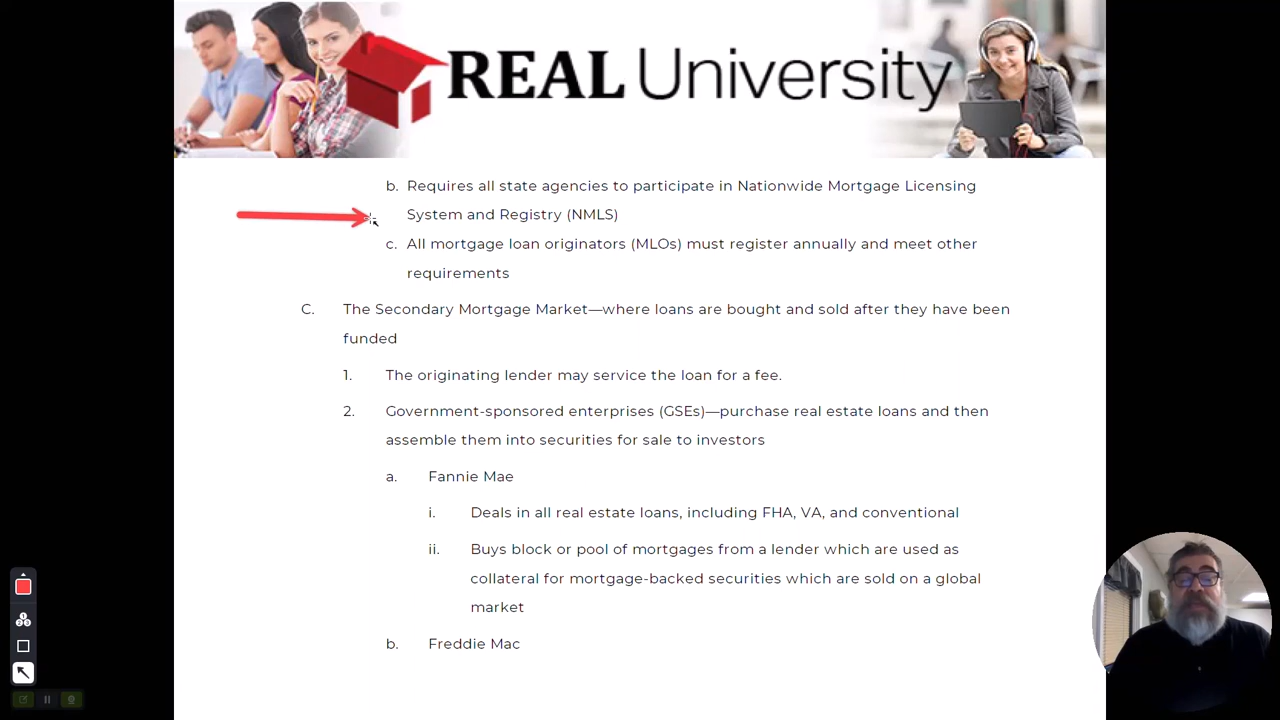 REAL University
b. Requires all state agencies to participate in Nationwide Mortgage Licensing
System and Registry (NMLS)
c. All mortgage loan originators (MLOs) must register annually and meet other
requirements
C. The Secondary Mortgage Market—where loans are bought and sold after they have been
funded
1. The originating lender may service the loan for a fee.
2. Government-sponsored enterprises (GSEs)—purchase real estate loans and then
assemble them into securities for sale to investors
a. Fannie Mae
i. Deals in all real estate loans, including FHA, VA, and conventional
ii. Buys block or pool of mortgages from a lender which are used as
collateral for mortgage-backed securities which are sold on a global
market
b. Freddie Mac